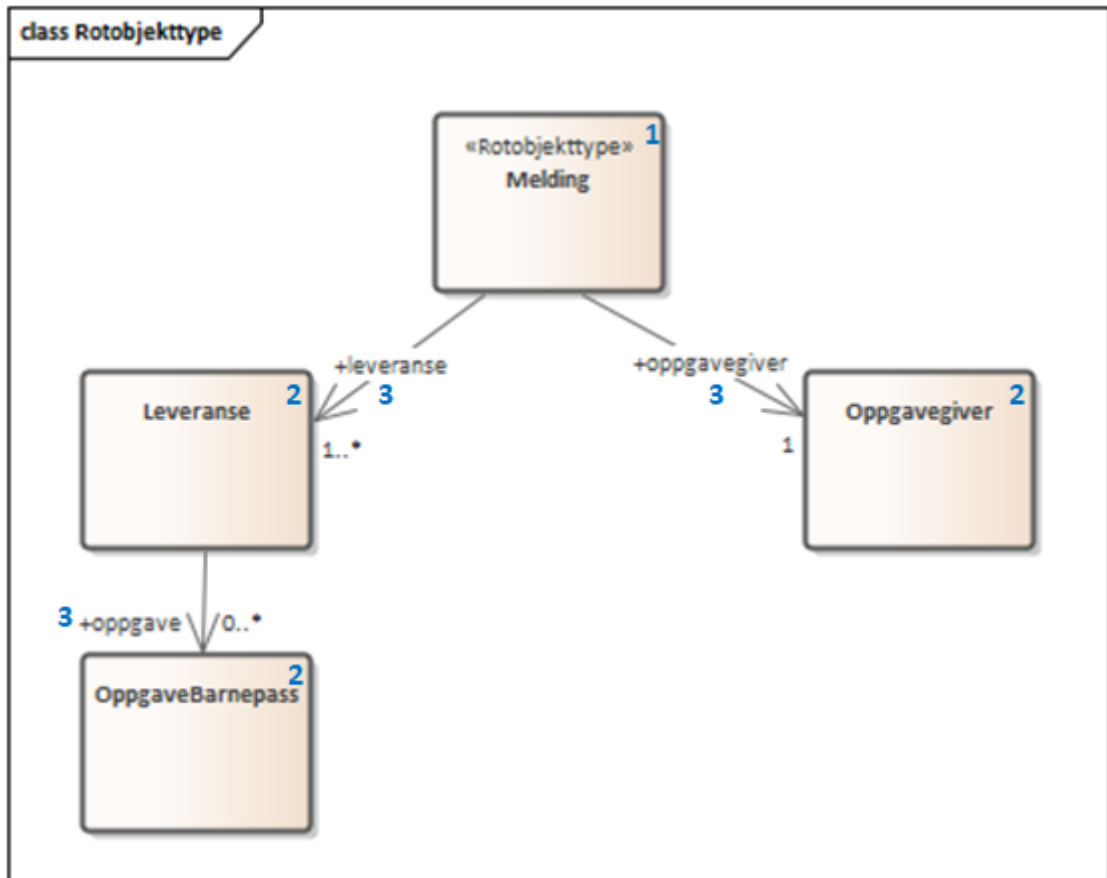 class Rotobjekttype
«Rotobjekttype» 1
Melding
+leveranse
3
+oppgavegiver
3
Leveranse 2
1..*
Oppgavegiver 2
1
3 +oppgave 0..*
OppgaveBarnepass 2